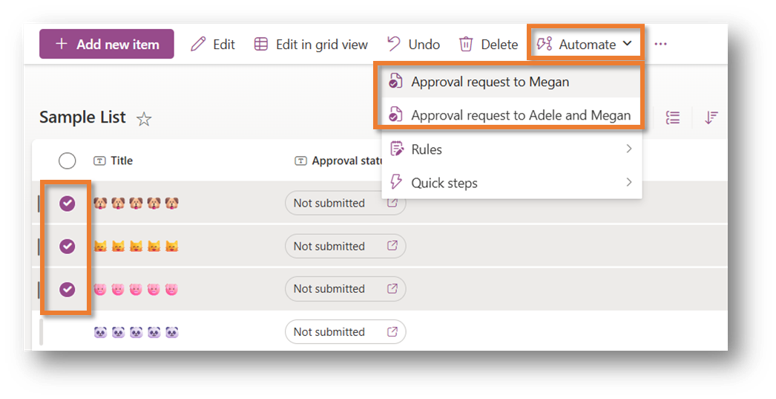 Add new item Edit Edit in grid view Undo Delete Automate
Approval request to Megan
Sample List Approval request to Adele and Megan
Title Approval statu Rules
Quick steps
🐶🐶🐶🐶🐶 Not submitted
😺😺😺😺😺 Not submitted
🐷🐷🐷🐷🐷 Not submitted
🐼🐼🐼🐼🐼 Not submitted